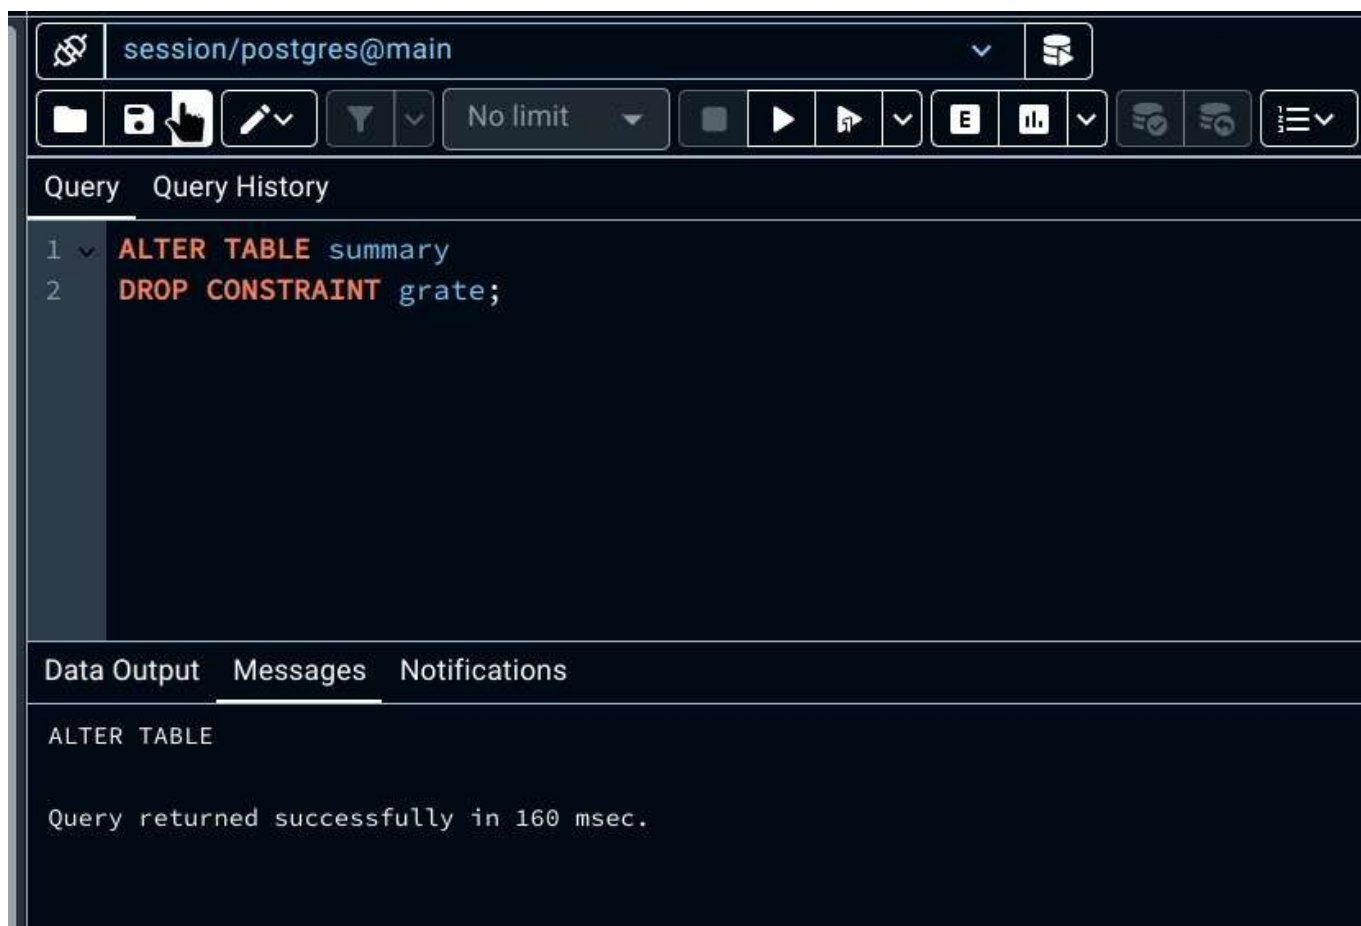 session/postgres@main
No limit
E
Query Query History
1 ALTER TABLE summary
2 DROP CONSTRAINT grate;
Data Output Messages Notifications
ALTER TABLE
Query returned successfully in 160 msec.